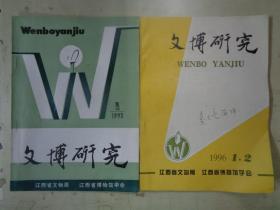 Wenboyanjiu
1993
文博研究
江西省文物局 江西省博物馆学会
文博研究
WENBO YANJIU
1996 1.2
江西省文物局 江西省博物馆学会